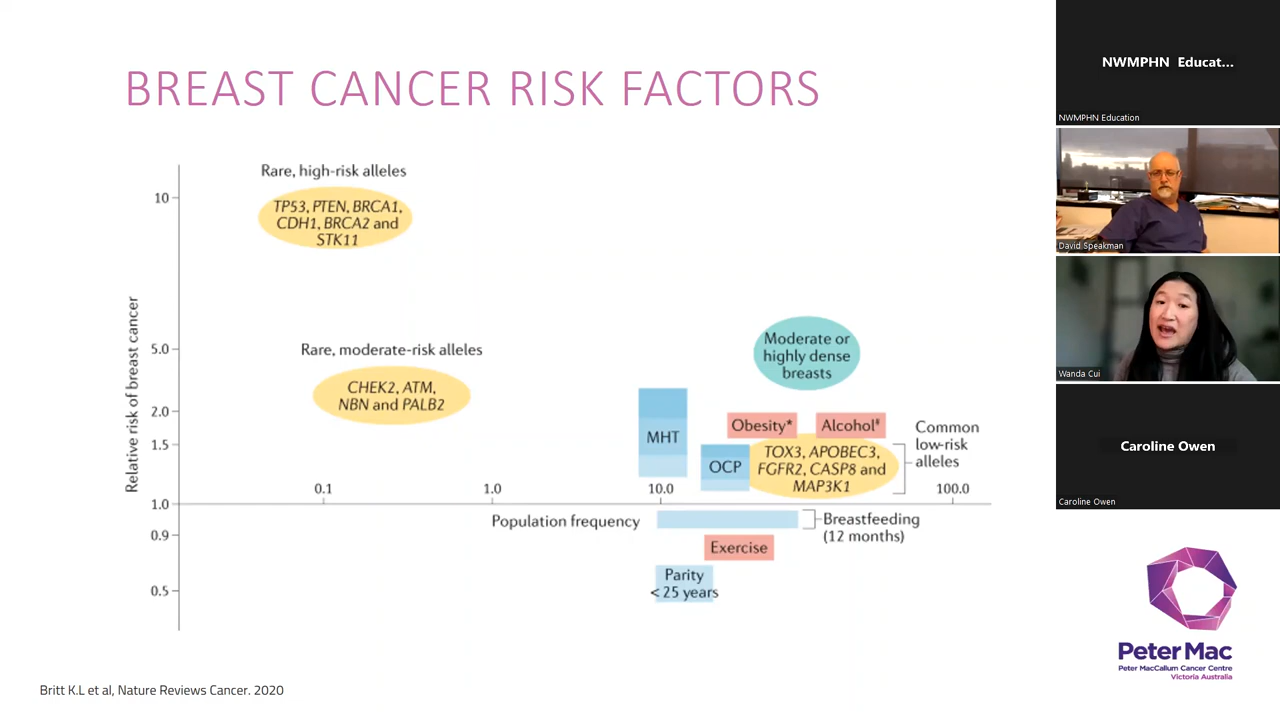 BREAST CANCER RISK FACTORS
Relative risk of breast cancer
10
5.0
2.0
1.5
1.0
0.9
0.5
Rare, high-risk alleles
TP53, PTEN, BRCA1,
CDH1, BRCA2 and
STK11
Rare, moderate-risk alleles
CHEK2, ATM,
NBN and PALB2
Moderate or
highly dense
breasts
MHT
OCP
Obesity*
Alcohol‡
TOX3, APOBEC3,
FGFR2, CASP8 and
MAP3K1
Common
low-risk
alleles
0.1
1.0
10.0
100.0
Population frequency
Breastfeeding
(12 months)
Exercise
Parity
< 25 years
Britt K.L et al, Nature Reviews Cancer. 2020
NWMPHN Educat...
NWMPHN Education
David Speakman
Wanda Cui
Caroline Owen
Caroline Owen
Peter Mac
Peter MacCallum Cancer Centre
Victoria Australia